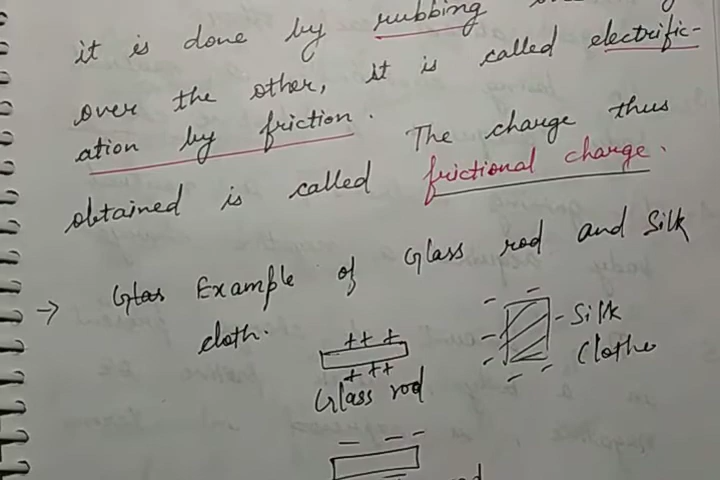 it is done by rubbing
over the other, it is called electrific-
ation by friction. The charge thus
obtained is called frictional charge.
→ Glas Example of Glass rod and Silk
cloth.
+ + +
+ + +
Glass rod
- Silk
Clothe